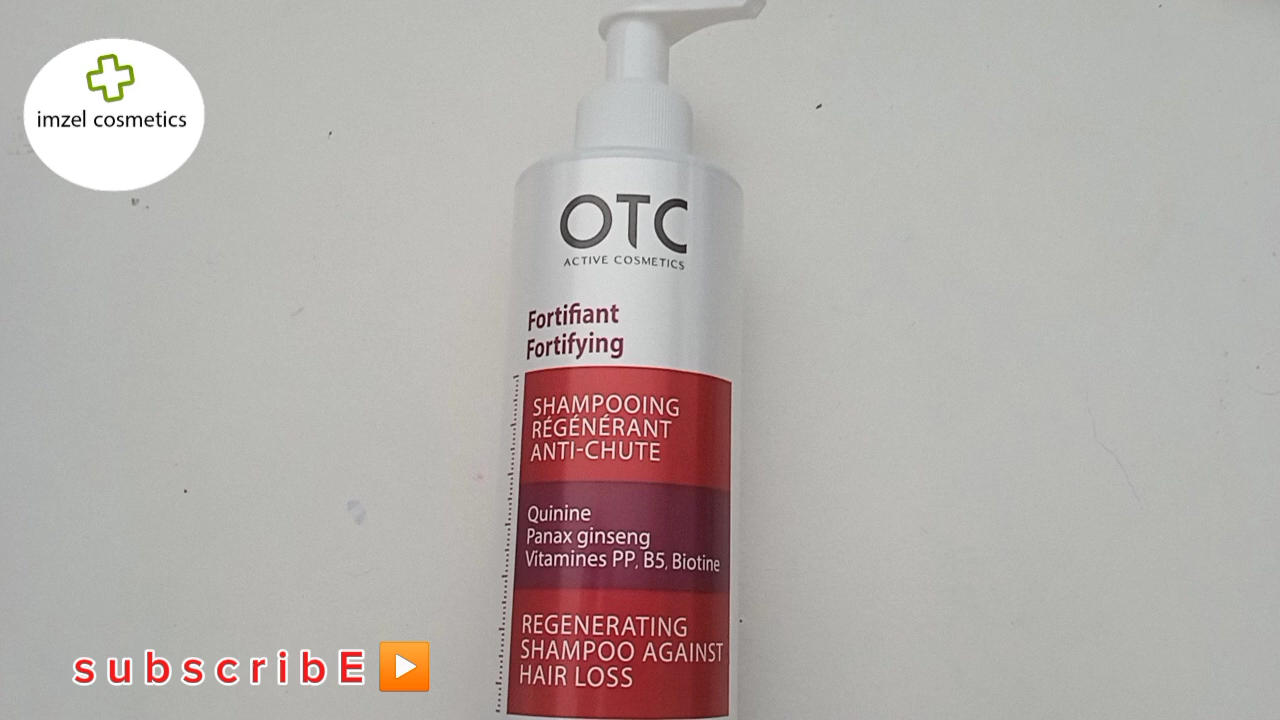 imzel cosmetics
OTC
ACTIVE COSMETICS
Fortifiant
Fortifying
SHAMPOOING
RÉGÉNÉRANT
ANTI-CHUTE
Quinine
Panax ginseng
Vitamines PP, B5, Biotine
REGENERATING
SHAMPOO AGAINST
HAIR LOSS
subscribE